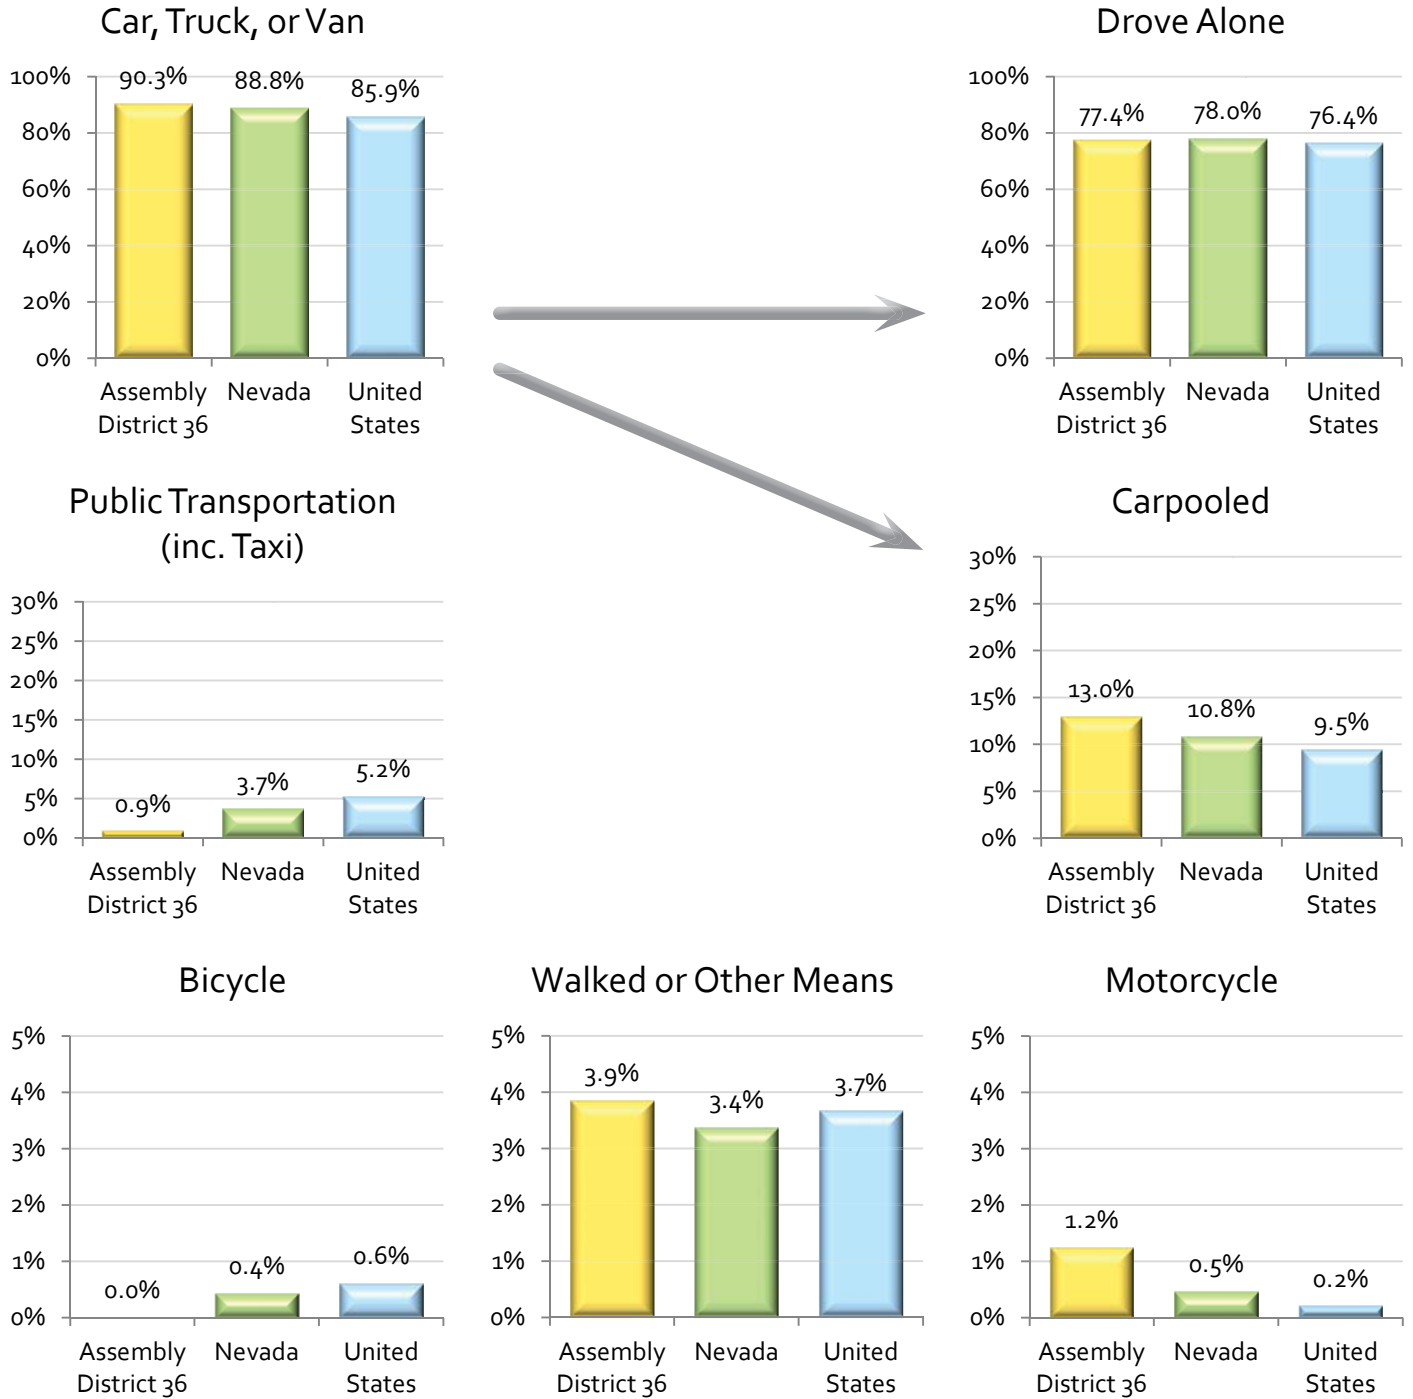 Car, Truck, or Van
100%
80%
60%
40%
20%
0%
90.3%
88.8%
85.9%
Assembly
District 36
Nevada
United
States
Drove Alone
100%
80%
60%
40%
20%
0%
77.4%
78.0%
76.4%
Assembly
District 36
Nevada
United
States
Public Transportation
(inc. Taxi)
30%
25%
20%
15%
10%
5%
0%
0.9%
3.7%
5.2%
Assembly
District 36
Nevada
United
States
Carpooled
30%
25%
20%
15%
10%
5%
0%
13.0%
10.8%
9.5%
Assembly
District 36
Nevada
United
States
Bicycle
5%
4%
3%
2%
1%
0%
0.0%
0.4%
0.6%
Assembly
District 36
Nevada
United
States
Walked or Other Means
5%
4%
3%
2%
1%
0%
3.9%
3.4%
3.7%
Assembly
District 36
Nevada
United
States
Motorcycle
5%
4%
3%
2%
1%
0%
1.2%
0.5%
0.2%
Assembly
District 36
Nevada
United
States